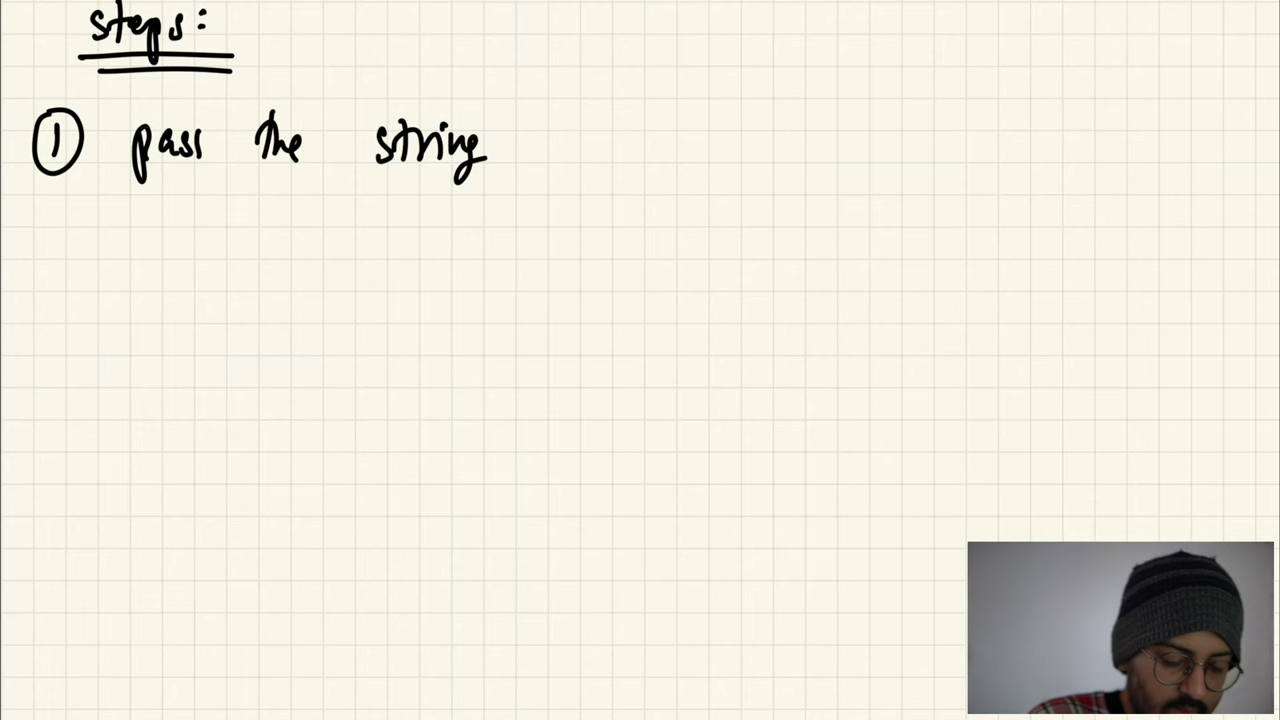 steps:
① pass the string